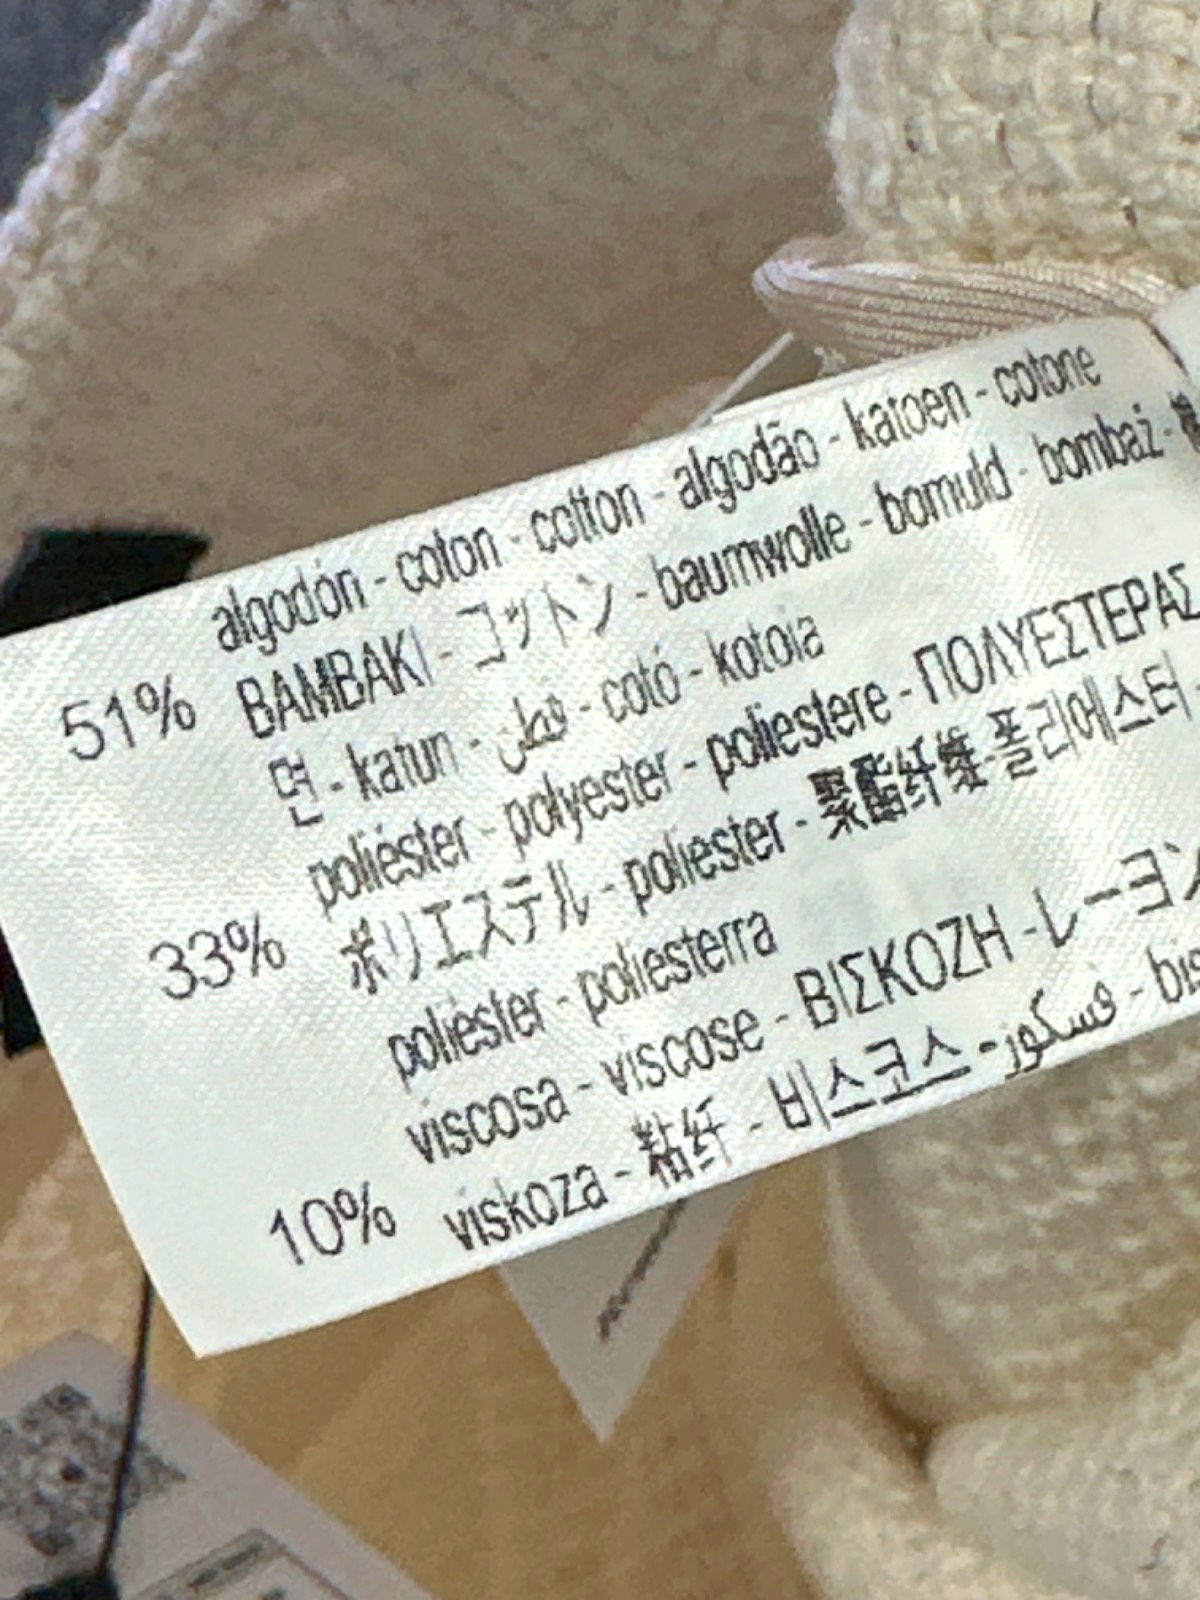 algodón - coton - cotton - algodão - katoen - cotone
51% BAMBAKI - コットン - baumwolle - bomuld - bombaż -
면 - katun - قطن - cotó - kotoia
poliéster - polyester - poliestere - ΠΟΛΥΕΣΤΕΡΑΣ
33% ポリエステル - poliester - 聚酯纤维 - 폴리에스터
polièster - poliesterra
viscosa - viscose - ΒΙΣΚΟΖΗ - レーヨン
10% viskoza - 粘纤 - 비스코스 - فسكوز - bis